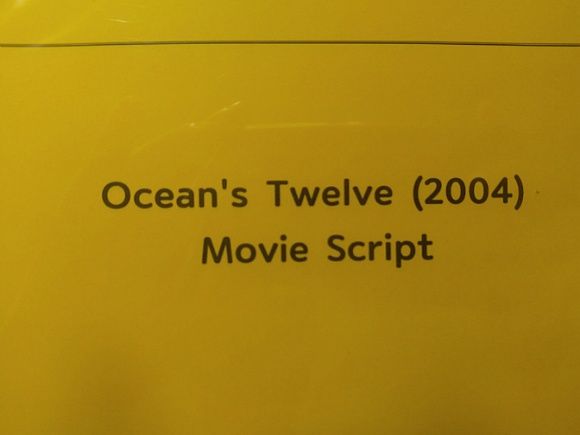 Ocean's Twelve (2004)
Movie Script